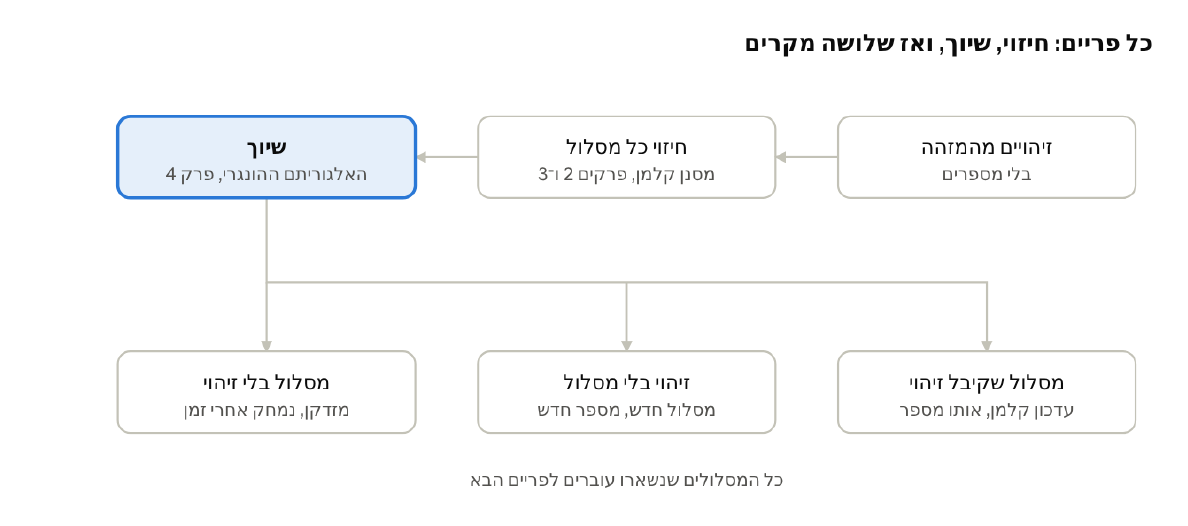 כל פריים: חיזוי, שיוך, ואז שלושה מקרים
זיהויים מהמזהה
בלי מספרים
חיזוי כל מסלול
מסנן קלמן, פרקים 2 ו־3
שיוך
האלגוריתם ההונגרי, פרק 4
מסלול שקיבל זיהוי
עדכון קלמן, אותו מספר
זיהוי בלי מסלול
מסלול חדש, מספר חדש
מסלול בלי זיהוי
מזדקן, נמחק אחרי זמן
כל המסלולים שנשארו עוברים לפריים הבא